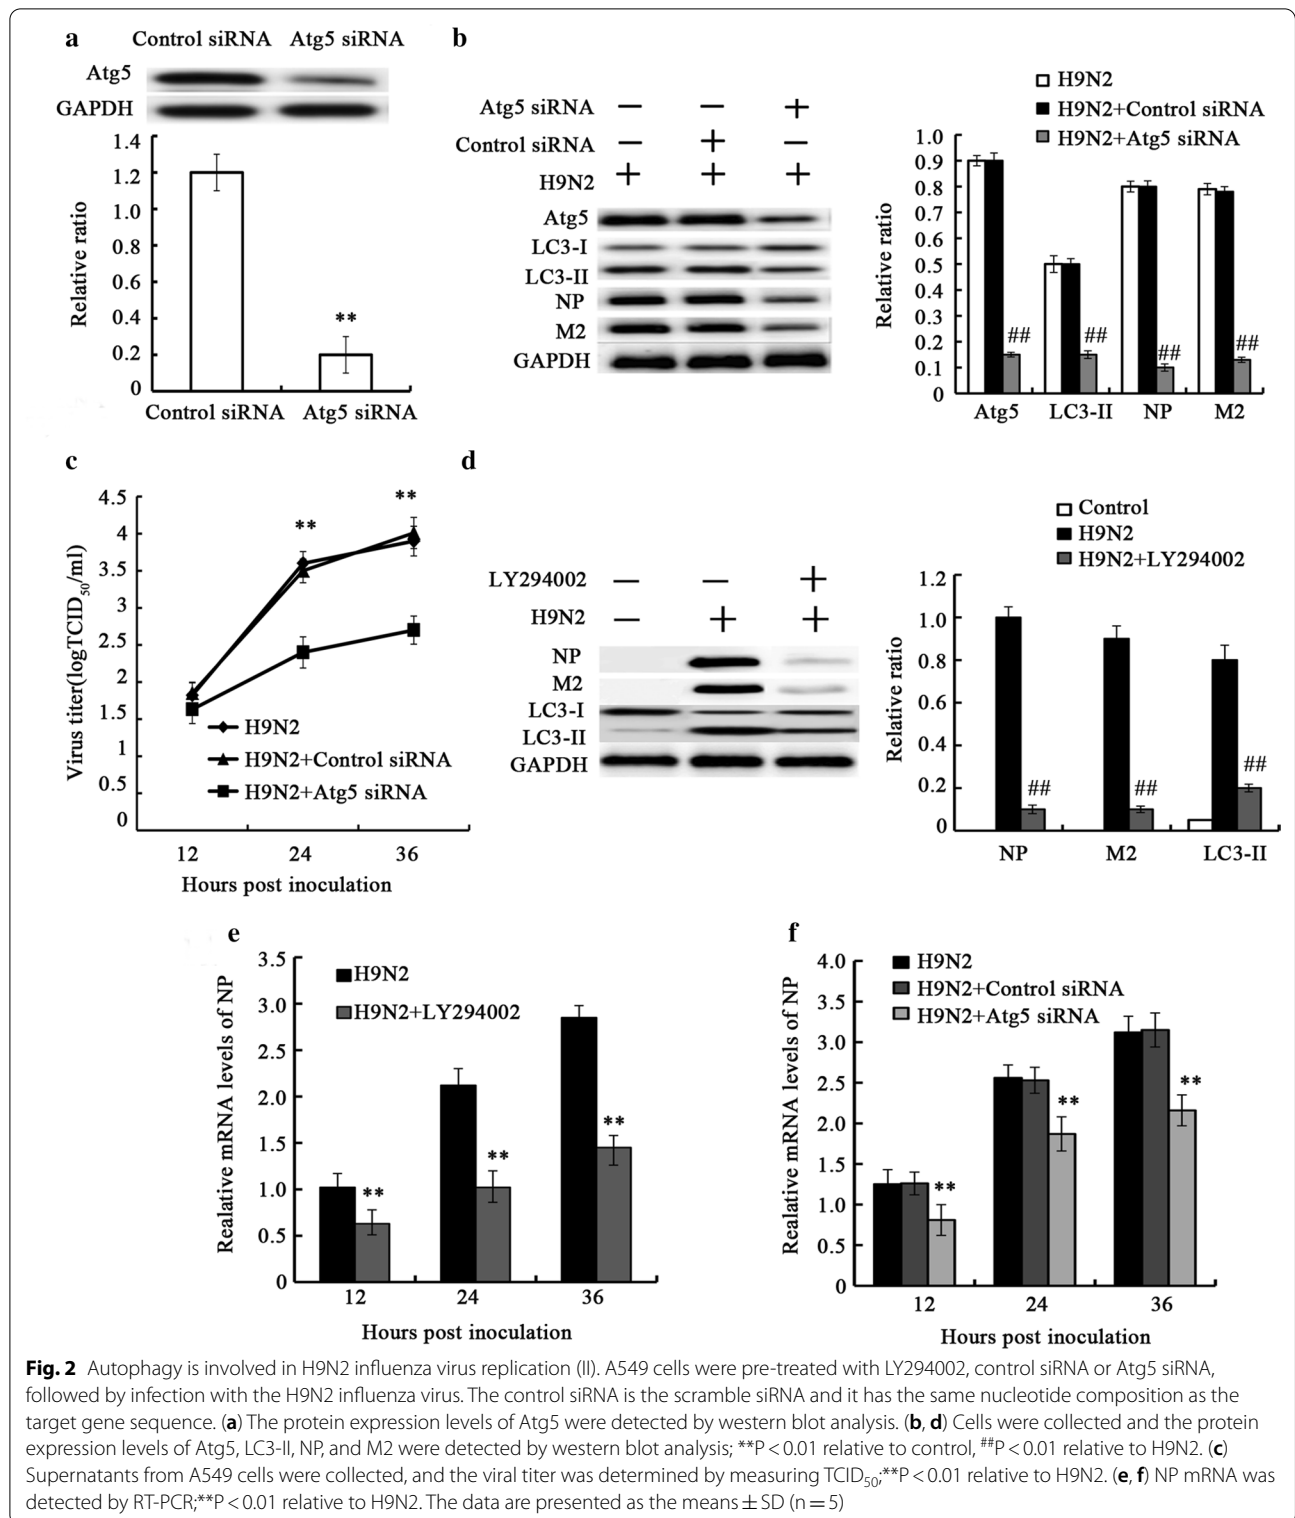 a
Control siRNA Atg5 siRNA
Atg5
GAPDH
1.4
1.2
1.0
0.8
0.6
0.4
0.2
0
Relative ratio
**
Control siRNA Atg5 siRNA
b
Atg5 siRNA — — +
Control siRNA — + —
H9N2 + + +
Atg5
LC3-I
LC3-II
NP
M2
GAPDH
H9N2
H9N2+Control siRNA
H9N2+Atg5 siRNA
1.0
0.9
0.8
0.7
0.6
0.5
0.4
0.3
0.2
0.1
0
Relative ratio
## ## ## ##
Atg5 LC3-II NP M2
c
4.5
4
3.5
3
2.5
2
1.5
1
0.5
0
Virus titer(logTCID50/ml)
** **
H9N2
H9N2+Control siRNA
H9N2+Atg5 siRNA
12 24 36
Hours post inoculation
d
LY294002 — — +
H9N2 — + +
NP
M2
LC3-I
LC3-II
GAPDH
Control
H9N2
H9N2+LY294002
1.2
1.0
0.8
0.4
0.2
0
Relative ratio
## ## ##
NP M2 LC3-II
e
3.5
3.0
2.5
2.0
1.5
1.0
0.5
0
Realative mRNA levels of NP
H9N2
H9N2+LY294002
** ** **
12 24 36
Hours post inoculation
f
4.0
3.5
3.0
2.5
2.0
1.5
1.0
0.5
0
Realative mRNA levels of NP
H9N2
H9N2+Control siRNA
H9N2+Atg5 siRNA
** ** **
12 24 36
Hours post inoculation
Fig. 2 Autophagy is involved in H9N2 influenza virus replication (II). A549 cells were pre-treated with LY294002, control siRNA or Atg5 siRNA,
followed by infection with the H9N2 influenza virus. The control siRNA is the scramble siRNA and it has the same nucleotide composition as the
target gene sequence. (a) The protein expression levels of Atg5 were detected by western blot analysis. (b, d) Cells were collected and the protein
expression levels of Atg5, LC3-II, NP, and M2 were detected by western blot analysis; **P < 0.01 relative to control, ##P < 0.01 relative to H9N2. (c)
Supernatants from A549 cells were collected, and the viral titer was determined by measuring TCID50;**P < 0.01 relative to H9N2. (e, f) NP mRNA was
detected by RT-PCR;**P < 0.01 relative to H9N2. The data are presented as the means ± SD (n = 5)